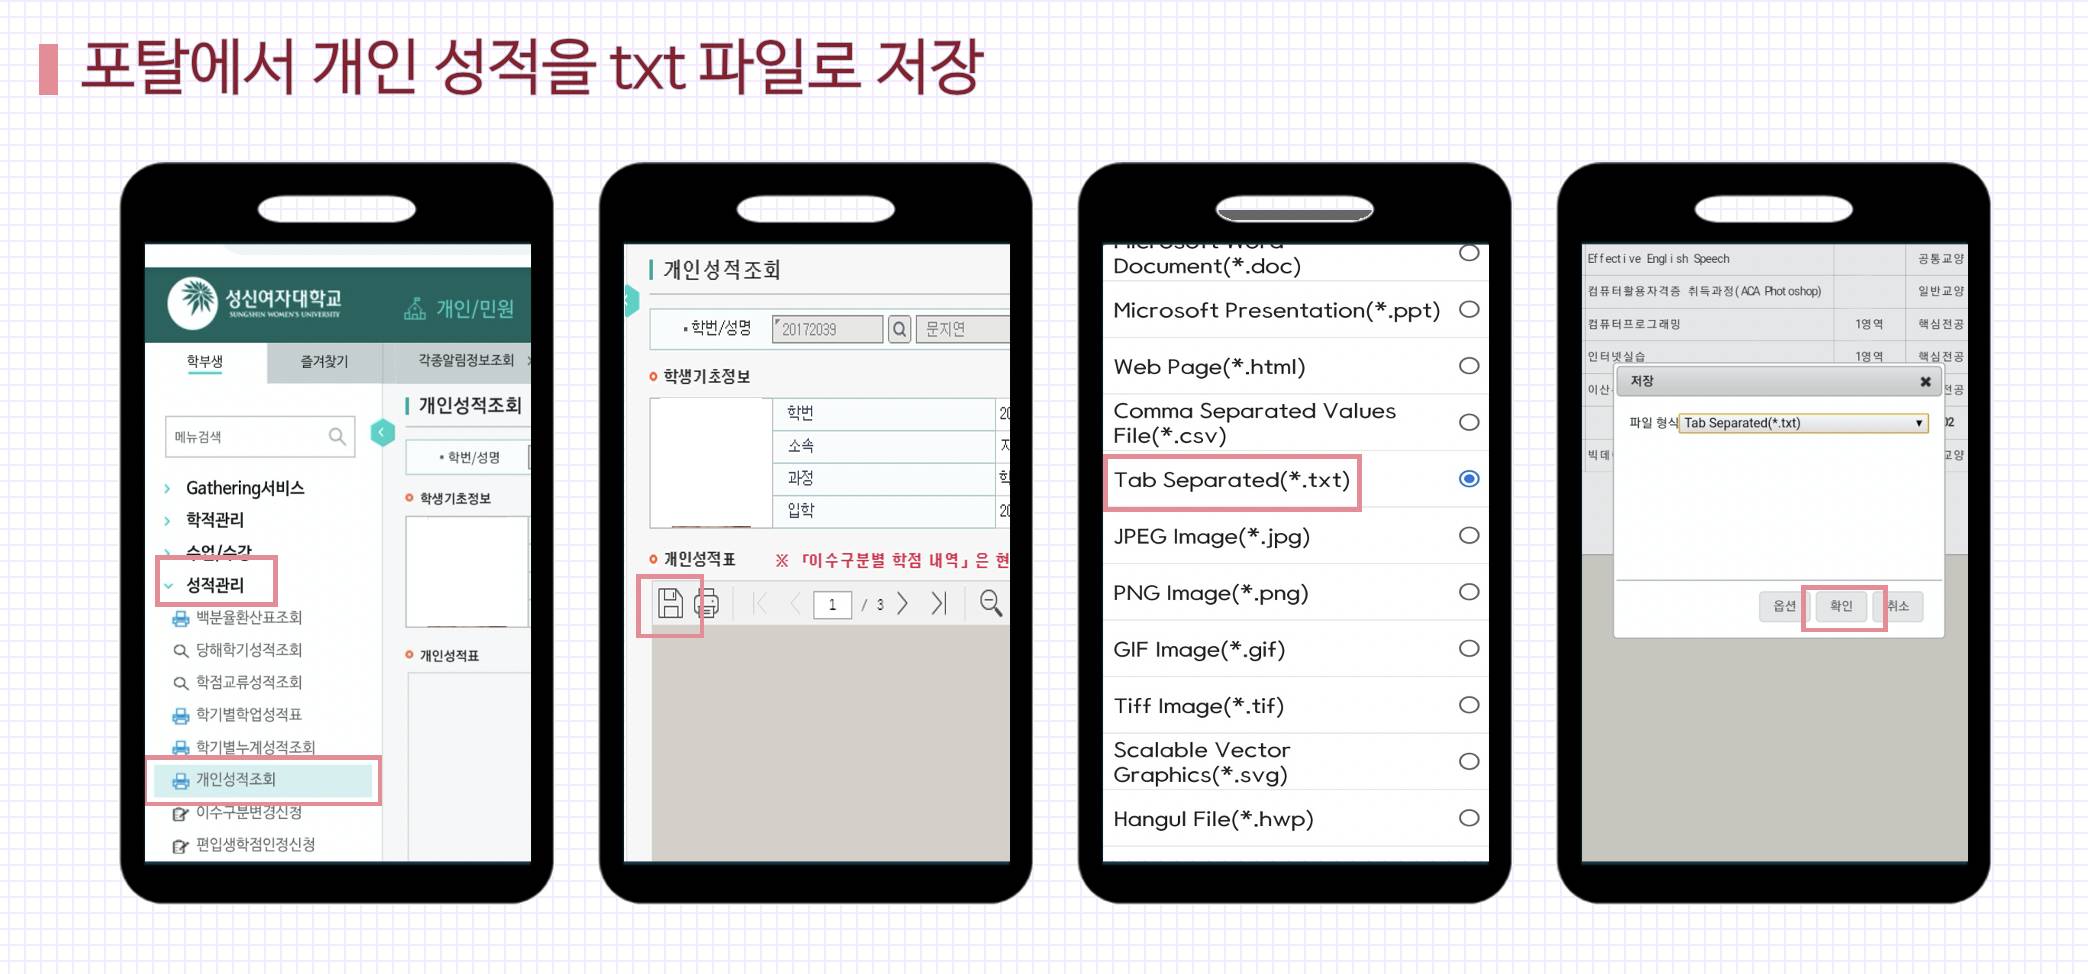 포탈에서 개인 성적을 txt 파일로 저장
성신여자대학교
SUNGSHIN WOMEN'S UNIVERSITY
개인/민원
학부생
즐겨찾기
각종알림정보조회
메뉴검색
개인성적조회
• 학번/성명
학생기초정보
개인성적표
Gathering서비스
학적관리
수업/수강
성적관리
백분율환산표조회
당해학기성적조회
학점교류성적조회
학기별학업성적표
학기별누계성적조회
개인성적조회
이수구분변경신청
편입생학점인정신청
개인성적조회
• 학번/성명 20172039 문지연
학생기초정보
학번 20
소속
과정 학
입학 20
개인성적표 ※ 「이수구분별 학점 내역」은 현
1 / 3
Microsoft Word
Document(*.doc)
Microsoft Presentation(*.ppt)
Web Page(*.html)
Comma Separated Values
File(*.csv)
Tab Separated(*.txt)
JPEG Image(*.jpg)
PNG Image(*.png)
GIF Image(*.gif)
Tiff Image(*.tif)
Scalable Vector
Graphics(*.svg)
Hangul File(*.hwp)
Effective English Speech 공통교양
컴퓨터활용자격증 취득과정(ACA Photoshop) 일반교양
컴퓨터프로그래밍 1영역 핵심전공
인터넷실습 1영역 핵심전공
이산 전공
저장
02
빅데 교양
파일 형식 Tab Separated(*.txt)
옵션 확인 취소